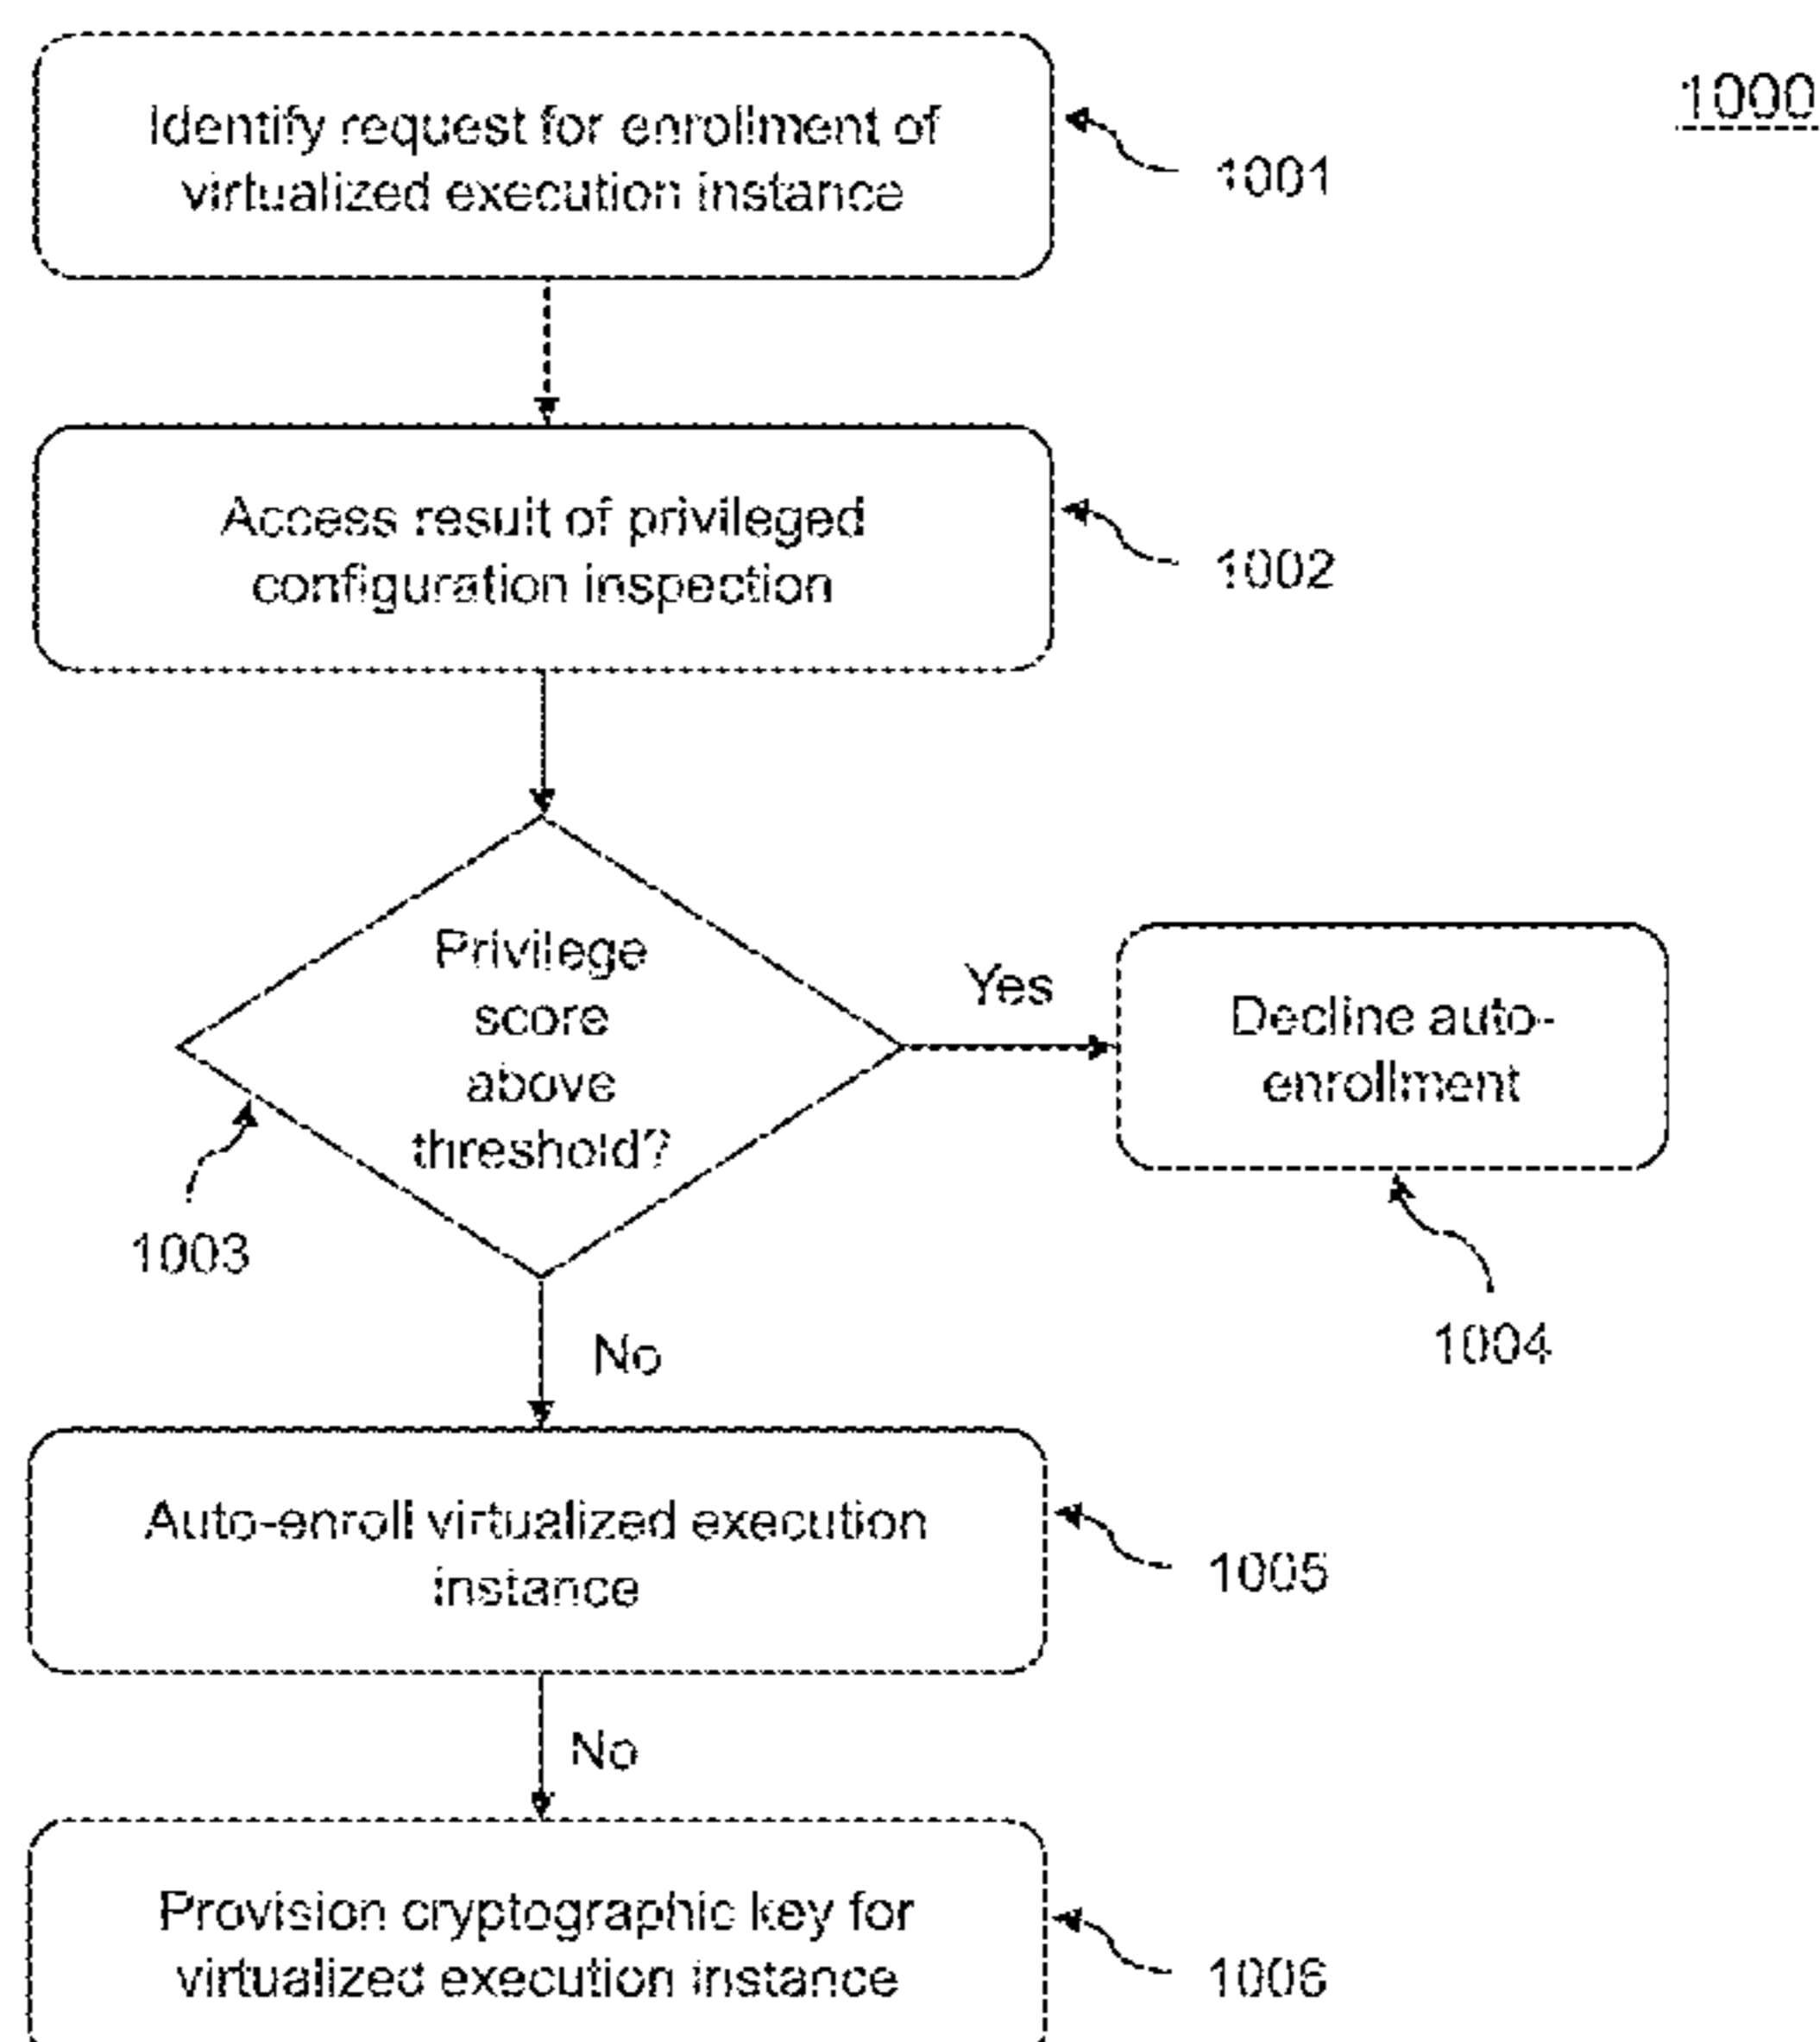 1000
Identify request for enrollment of
virtualized execution instance
1001
Access result of privileged
configuration inspection
1002
Privilege
score
above
threshold?
1003
Yes
Decline auto-
enrollment
1004
No
Auto-enroll virtualized execution
instance
1005
No
Provision cryptographic key for
virtualized execution instance
1006